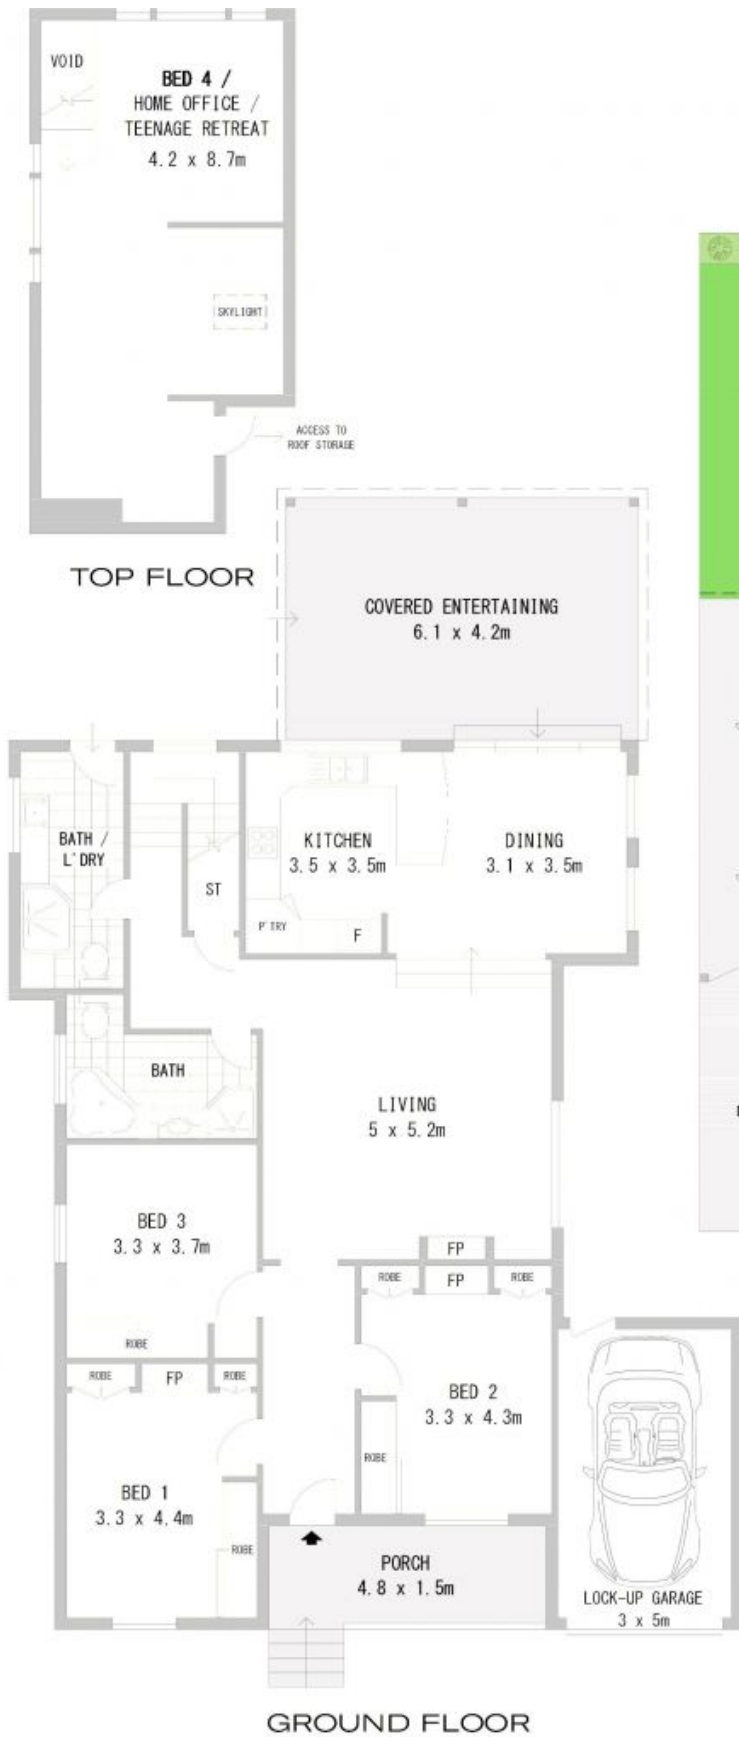 VOID
BED 4 /
HOME OFFICE /
TEENAGE RETREAT
4.2 x 8.7m
SKYLIGHT
ACCESS TO
ROOF STORAGE
TOP FLOOR
COVERED ENTERTAINING
6.1 x 4.2m
BATH /
L'DRY
ST
KITCHEN
3.5 x 3.5m
P'TRY
F
DINING
3.1 x 3.5m
BATH
LIVING
5 x 5.2m
FP
BED 3
3.3 x 3.7m
ROBE
ROBE
FP
ROBE
ROBE
FP
ROBE
BED 2
3.3 x 4.3m
ROBE
BED 1
3.3 x 4.4m
ROBE
PORCH
4.8 x 1.5m
LOCK-UP GARAGE
3 x 5m
GROUND FLOOR